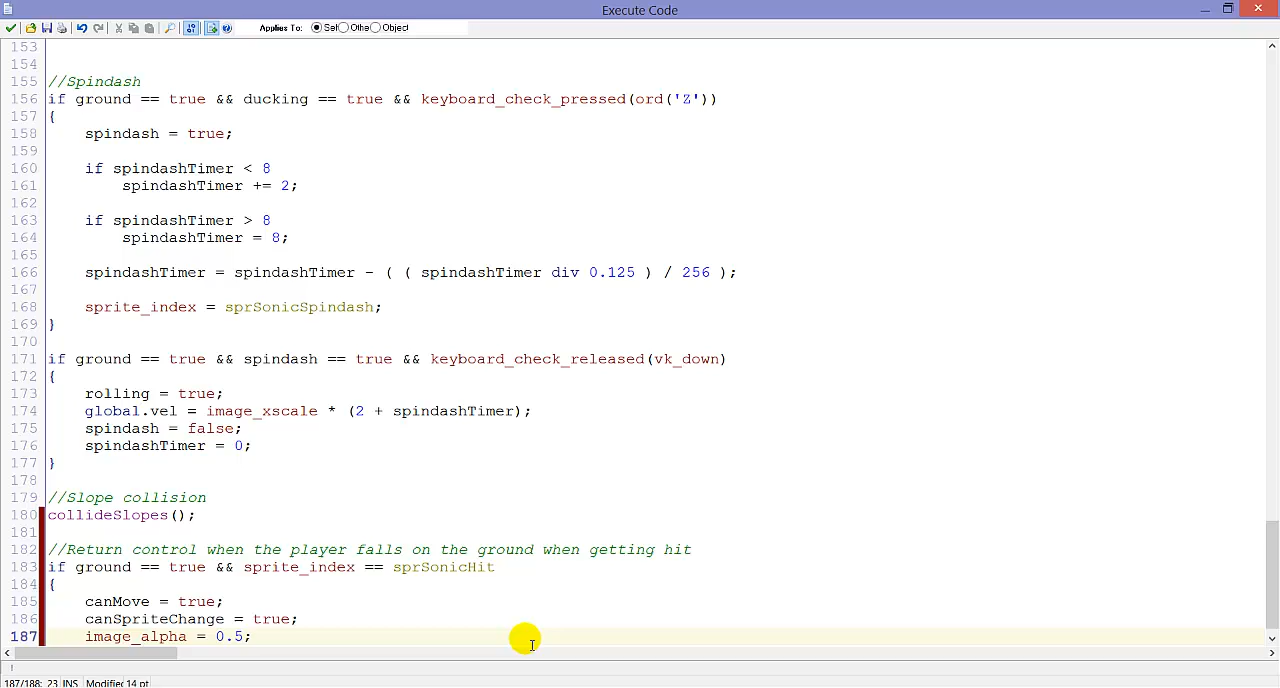 Execute Code
Applies To: Self Othe Object
153
154
155 //Spindash
156 if ground == true && ducking == true && keyboard_check_pressed(ord('Z'))
157 {
158 spindash = true;
159
160 if spindashTimer < 8
161 spindashTimer += 2;
162
163 if spindashTimer > 8
164 spindashTimer = 8;
165
166 spindashTimer = spindashTimer - ( ( spindashTimer div 0.125 ) / 256 );
167
168 sprite_index = sprSonicSpindash;
169 }
170
171 if ground == true && spindash == true && keyboard_check_released(vk_down)
172 {
173 rolling = true;
174 global.vel = image_xscale * (2 + spindashTimer);
175 spindash = false;
176 spindashTimer = 0;
177 }
178
179 //Slope collision
180 collideSlopes();
181
182 //Return control when the player falls on the ground when getting hit
183 if ground == true && sprite_index == sprSonicHit
184 {
185 canMove = true;
186 canSpriteChange = true;
187 image_alpha = 0.5;
187/188: 23 INS Modified 14 pt